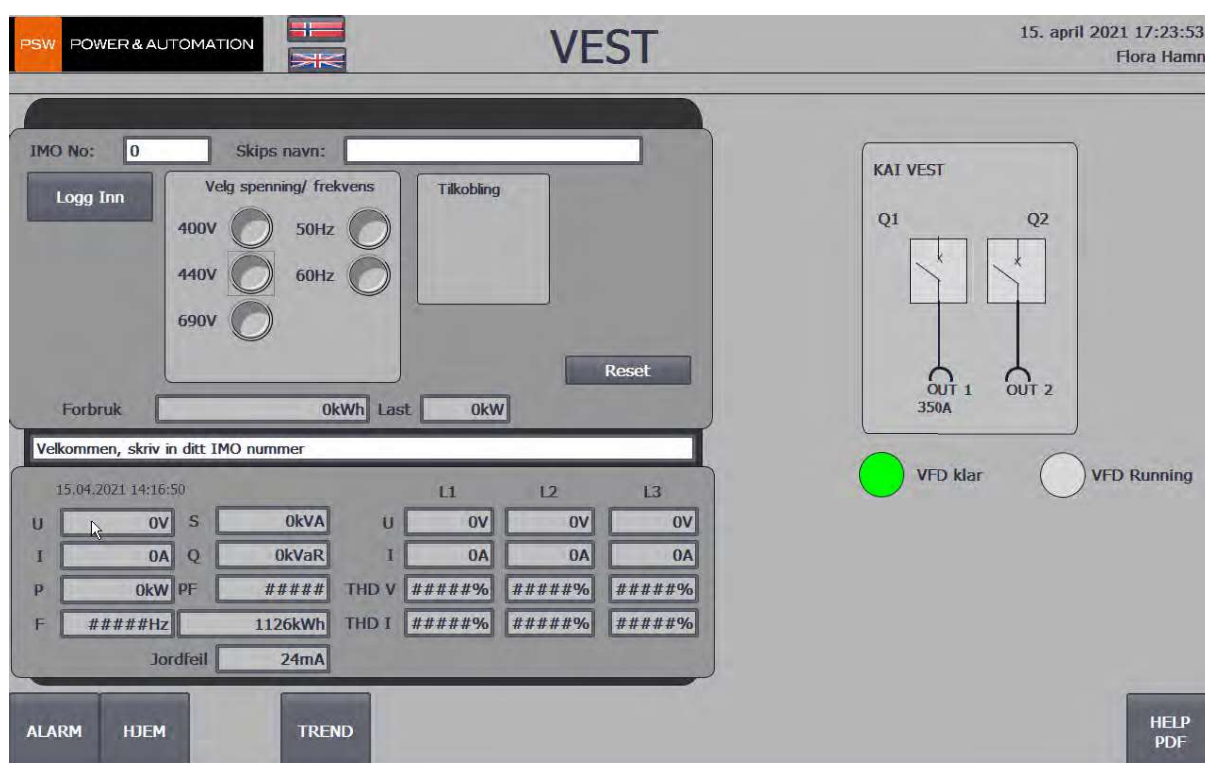 PSW POWER & AUTOMATION
VEST
15. april 2021 17:23:53
Flora Hamn
IMO No: 0 Skips navn:
Logg Inn
Velg spenning/ frekvens
Tilkobling
400V 50Hz
440V 60Hz
690V
Reset
Forbruk 0kWh Last 0kW
Velkommen, skriv in ditt IMO nummer
KAI VEST
Q1 Q2
OUT 1 OUT 2
350A
VFD klar VFD Running
15.04.2021 14:16:50 L1 L2 L3
U 0V S 0kVA U 0V 0V 0V
I 0A Q 0kVaR I 0A 0A 0A
P 0kW PF ##### THD V #####% #####% #####%
F #####Hz 1126kWh THD I #####% #####% #####%
Jordfeil 24mA
ALARM HJEM TREND
HELP
PDF